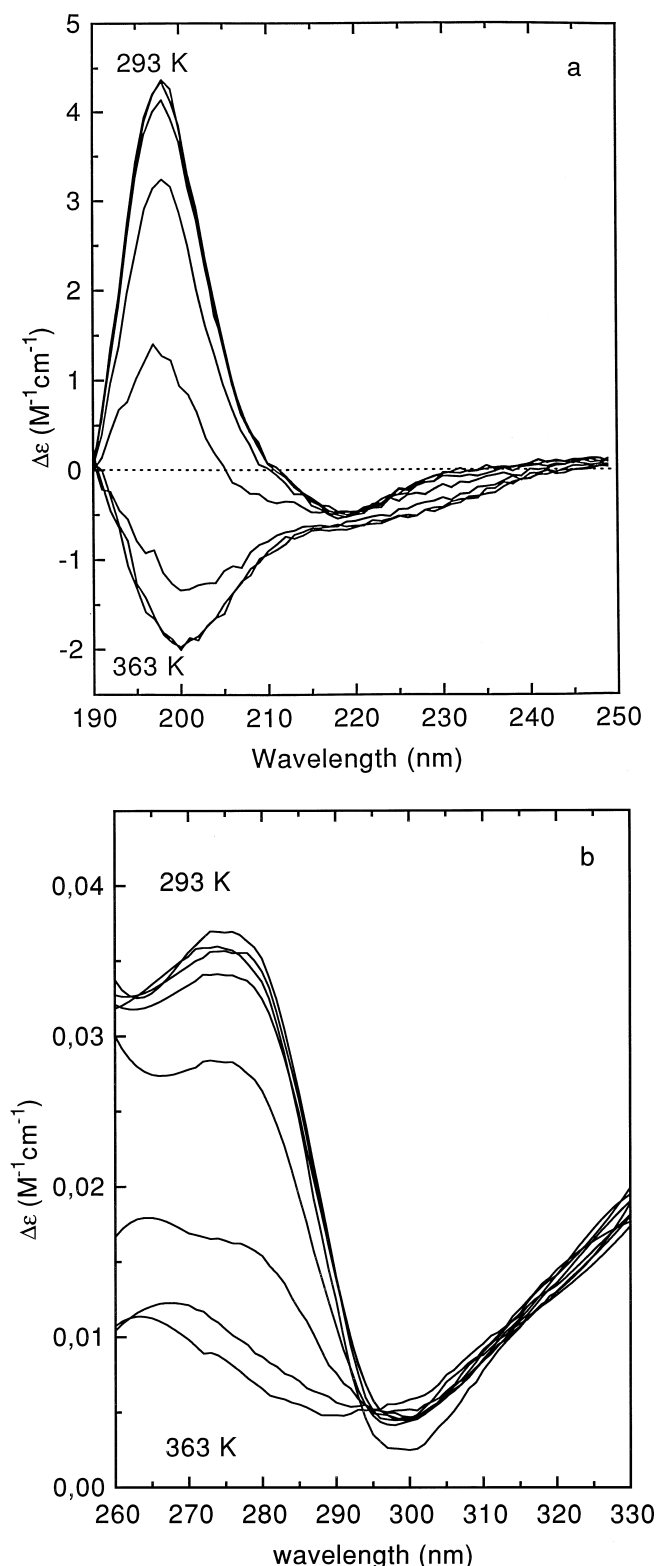 a
293 K
5
4
3
2
1
0
-1
-2
Δε (M⁻¹cm⁻¹)
363 K
190 200 210 220 230 240 250
Wavelength (nm)
b
293 K
0,04
0,03
0,02
0,01
0,00
Δε (M⁻¹cm⁻¹)
363 K
260 270 280 290 300 310 320 330
wavelength (nm)